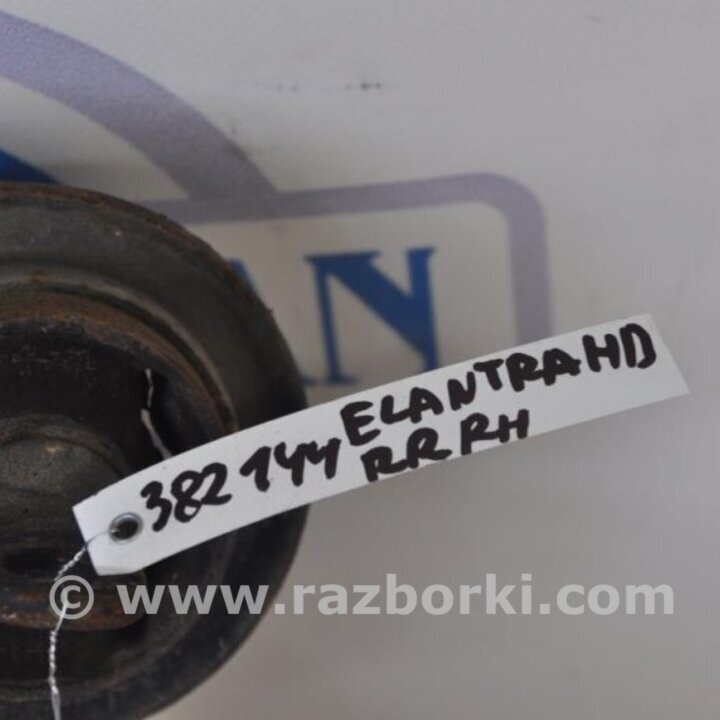 AN
382144 ELANTRA HD
RR RH
© www.razborki.com